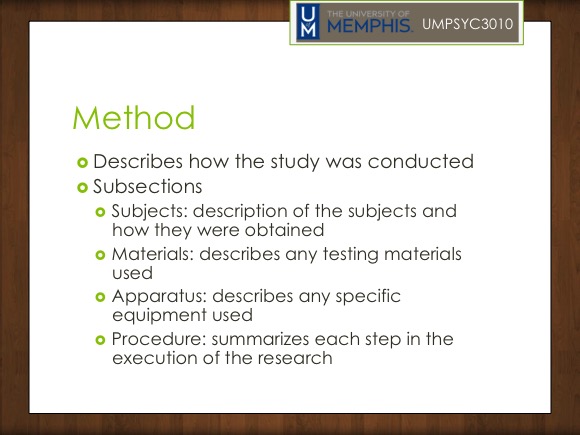 UM
THE UNIVERSITY OF
MEMPHIS.
UMPSYC3010
Method
Describes how the study was conducted
Subsections
Subjects: description of the subjects and
how they were obtained
Materials: describes any testing materials
used
Apparatus: describes any specific
equipment used
Procedure: summarizes each step in the
execution of the research